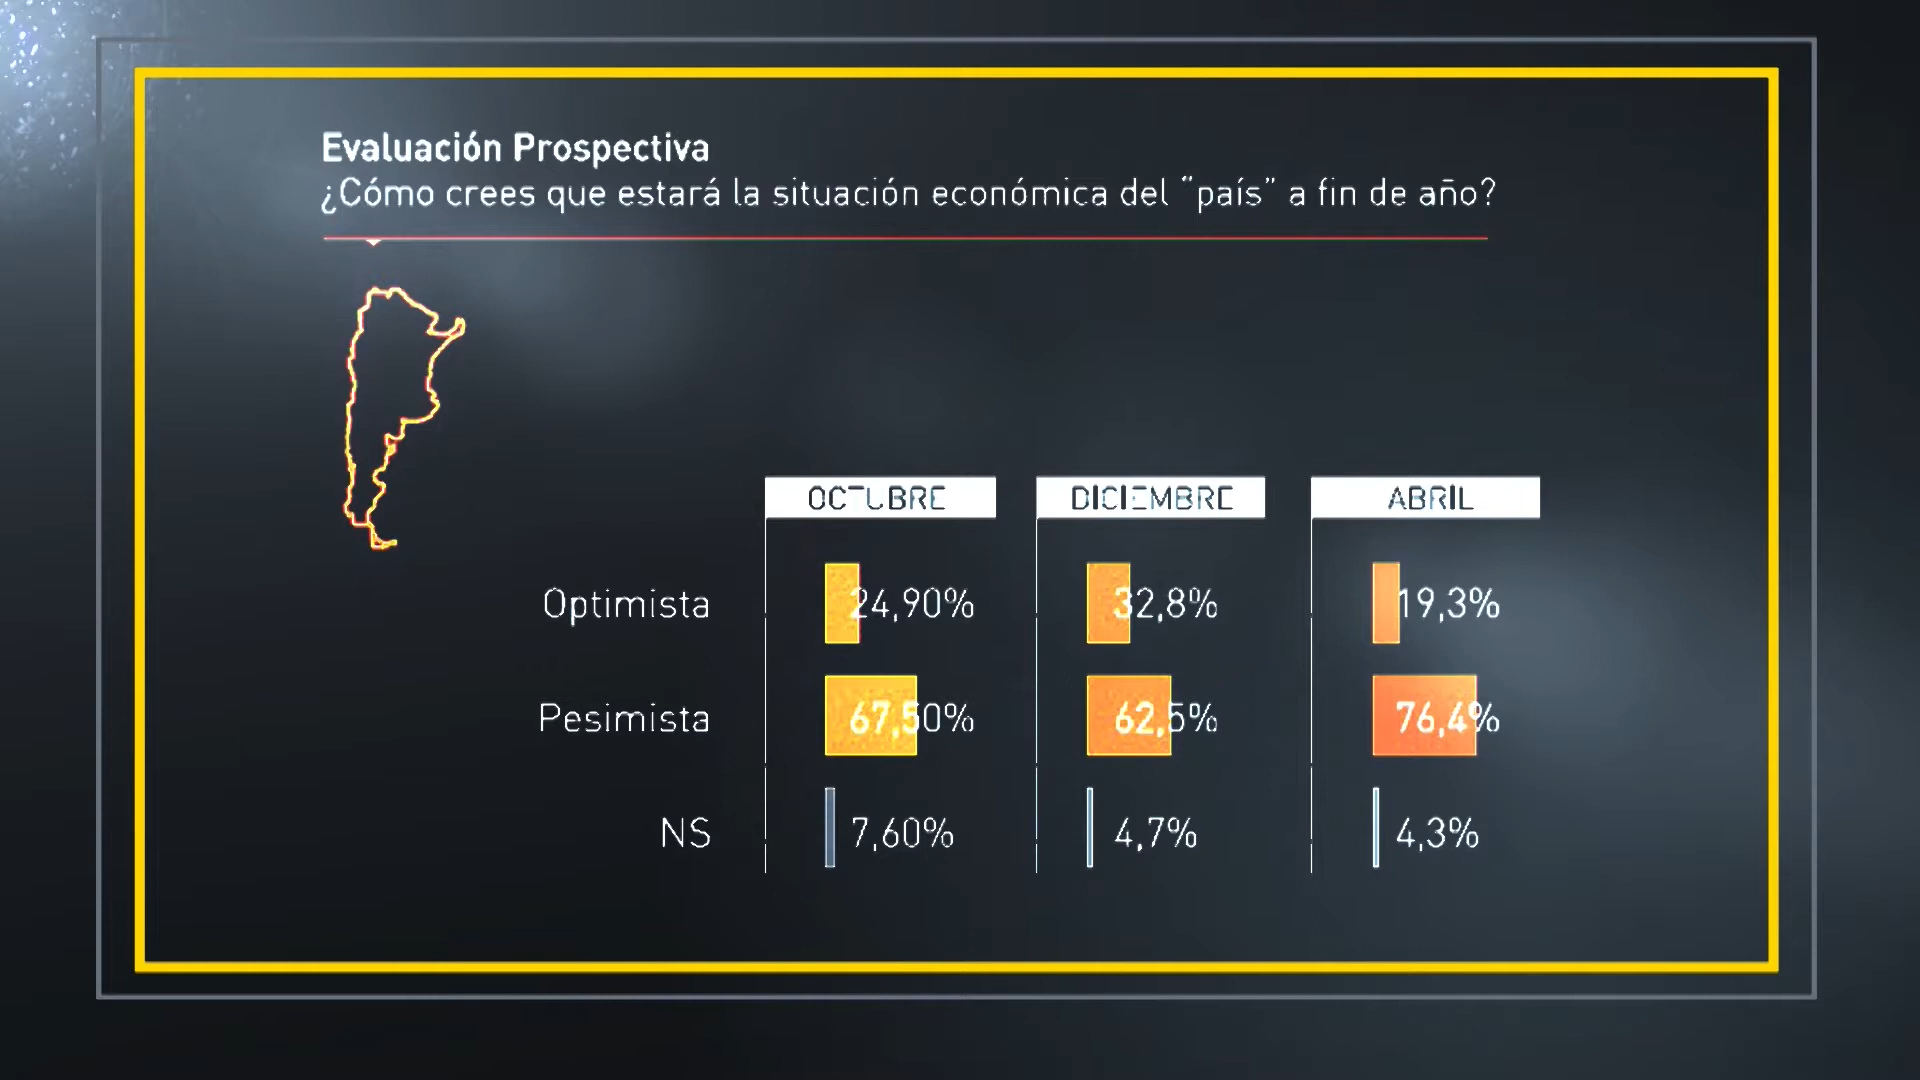 Evaluación Prospectiva
¿Cómo crees que estará la situación económica del “país” a fin de año?
OCTUBRE DICIEMBRE ABRIL
Optimista 24,90% 32,8% 19,3%
Pesimista 67,50% 62,5% 76,4%
NS 7,60% 4,7% 4,3%